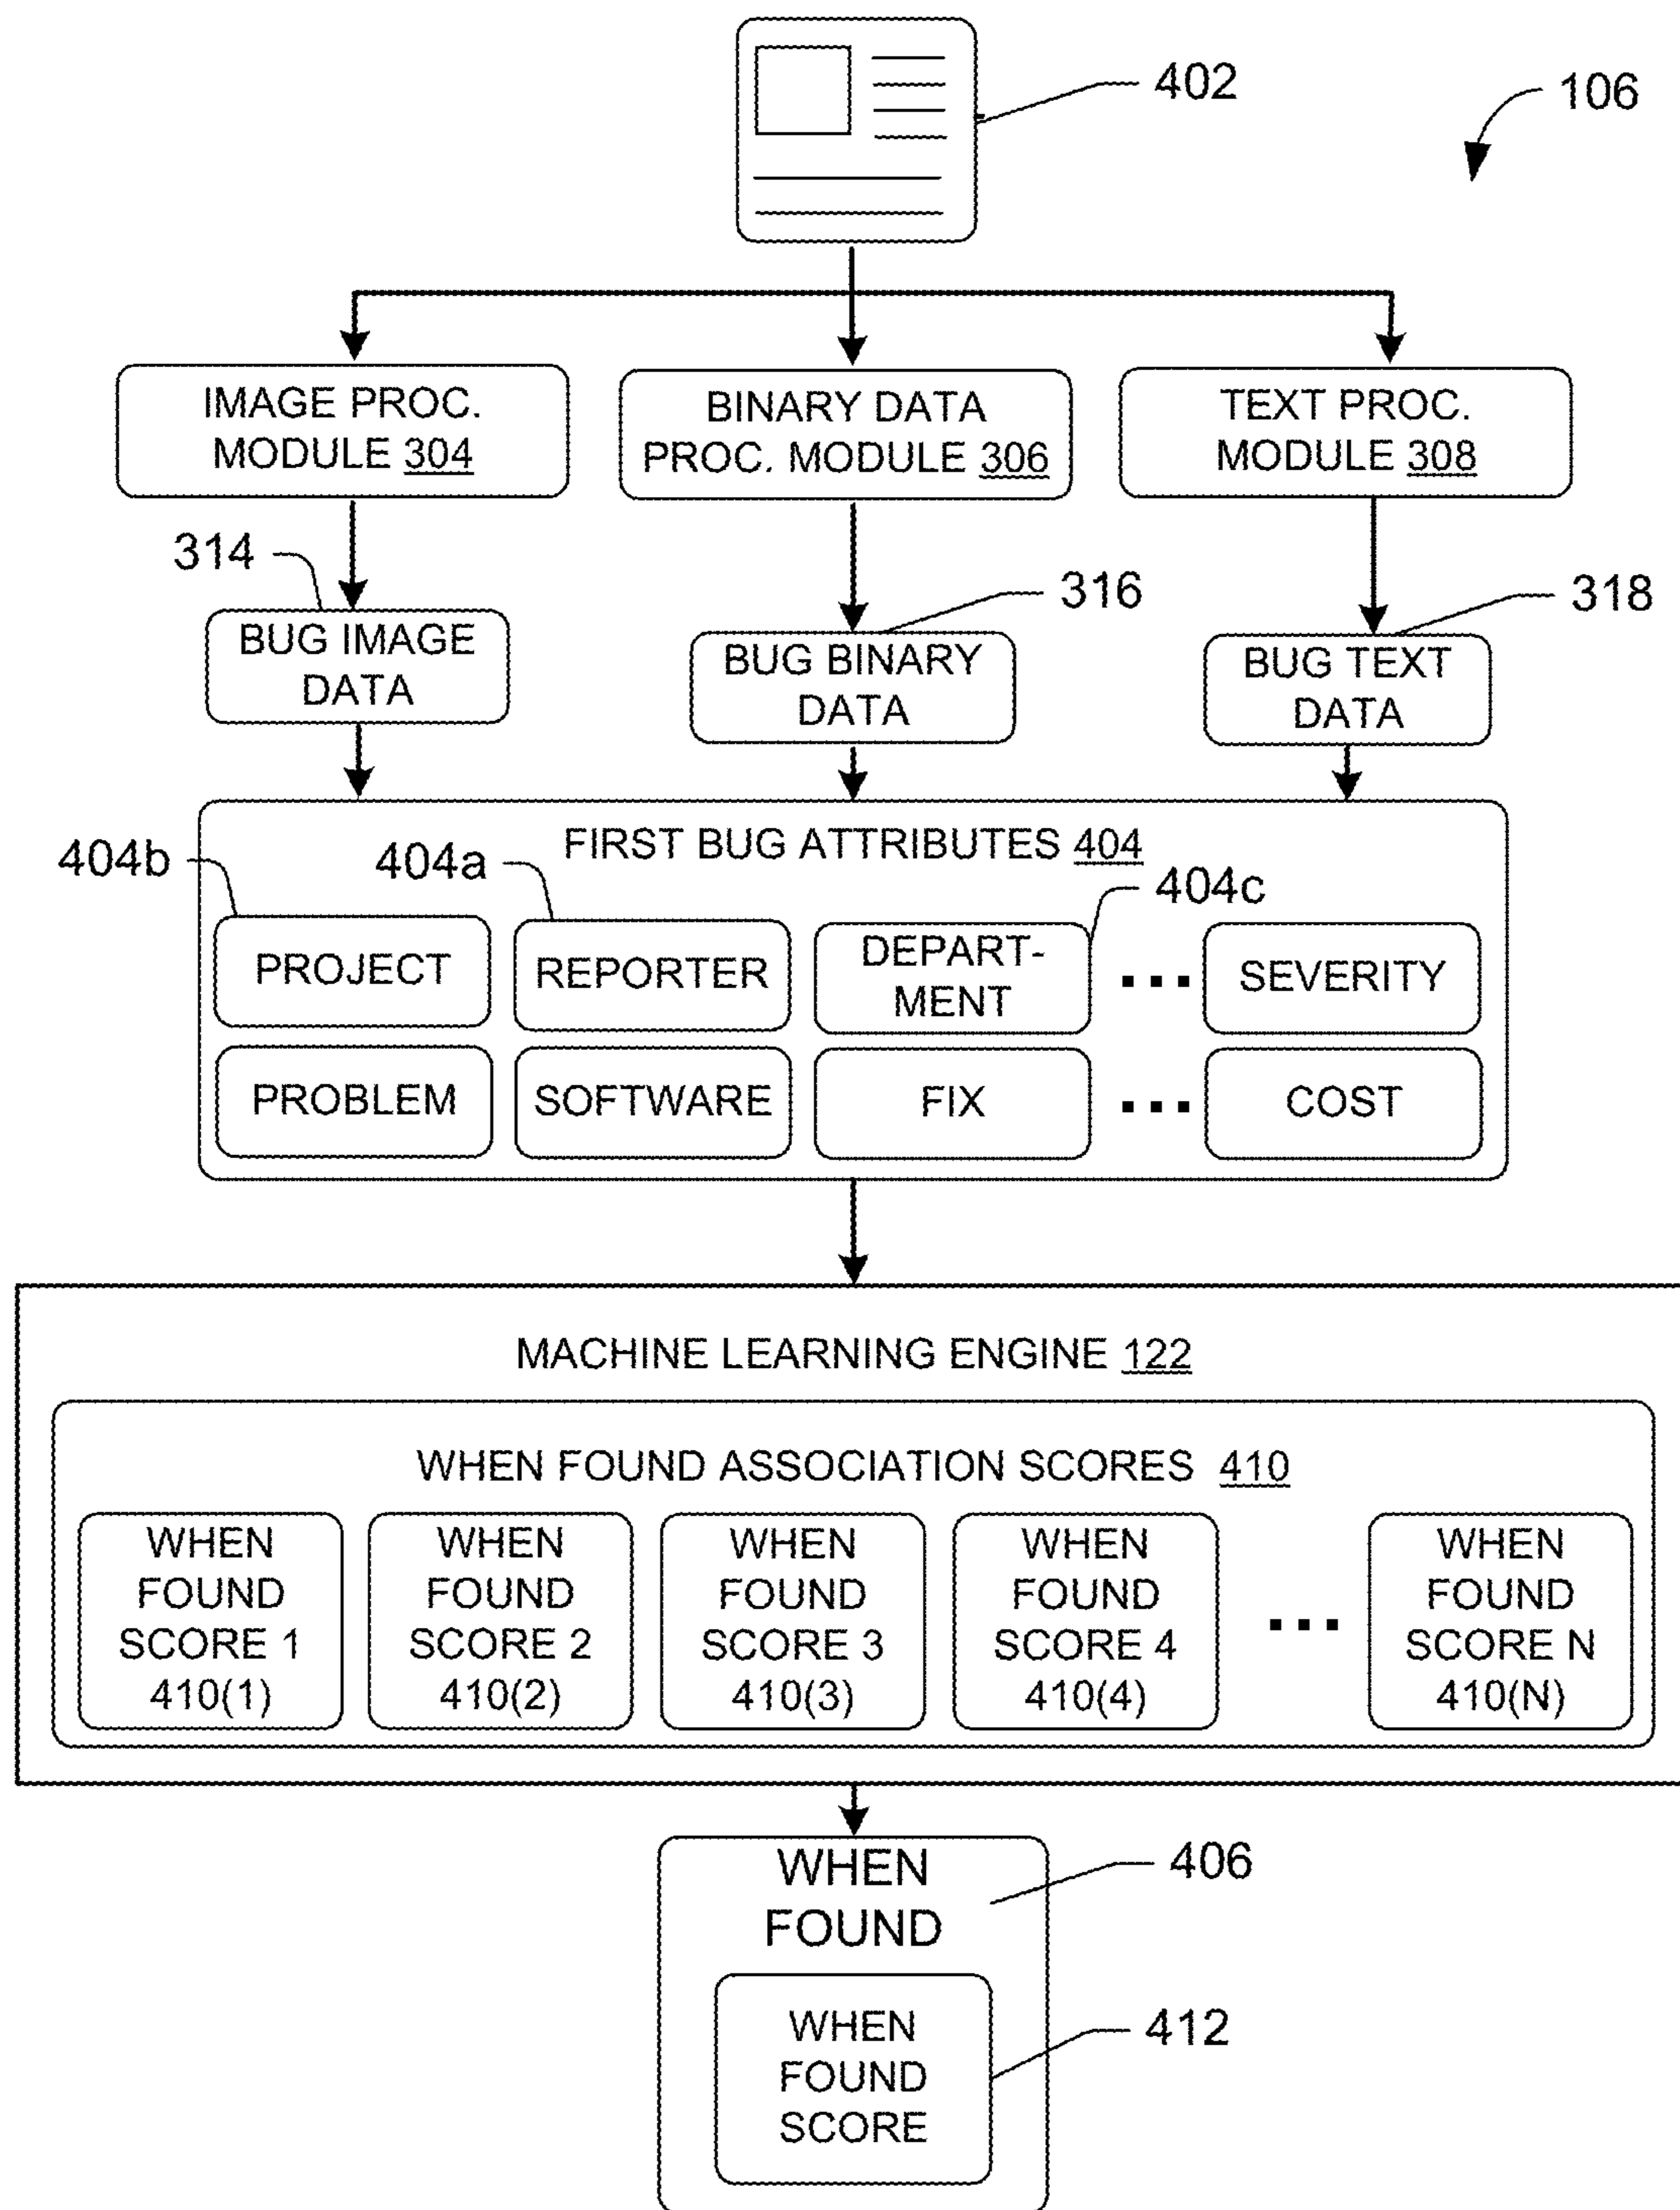 402
106
IMAGE PROC.
MODULE 304
BINARY DATA
PROC. MODULE 306
TEXT PROC.
MODULE 308
314
316
318
BUG IMAGE
DATA
BUG BINARY
DATA
BUG TEXT
DATA
FIRST BUG ATTRIBUTES 404
404b
404a
404c
PROJECT
REPORTER
DEPART-
MENT
...
SEVERITY
PROBLEM
SOFTWARE
FIX
...
COST
MACHINE LEARNING ENGINE 122
WHEN FOUND ASSOCIATION SCORES 410
WHEN
FOUND
SCORE 1
410(1)
WHEN
FOUND
SCORE 2
410(2)
WHEN
FOUND
SCORE 3
410(3)
WHEN
FOUND
SCORE 4
410(4)
...
WHEN
FOUND
SCORE N
410(N)
WHEN
FOUND
406
WHEN
FOUND
SCORE
412